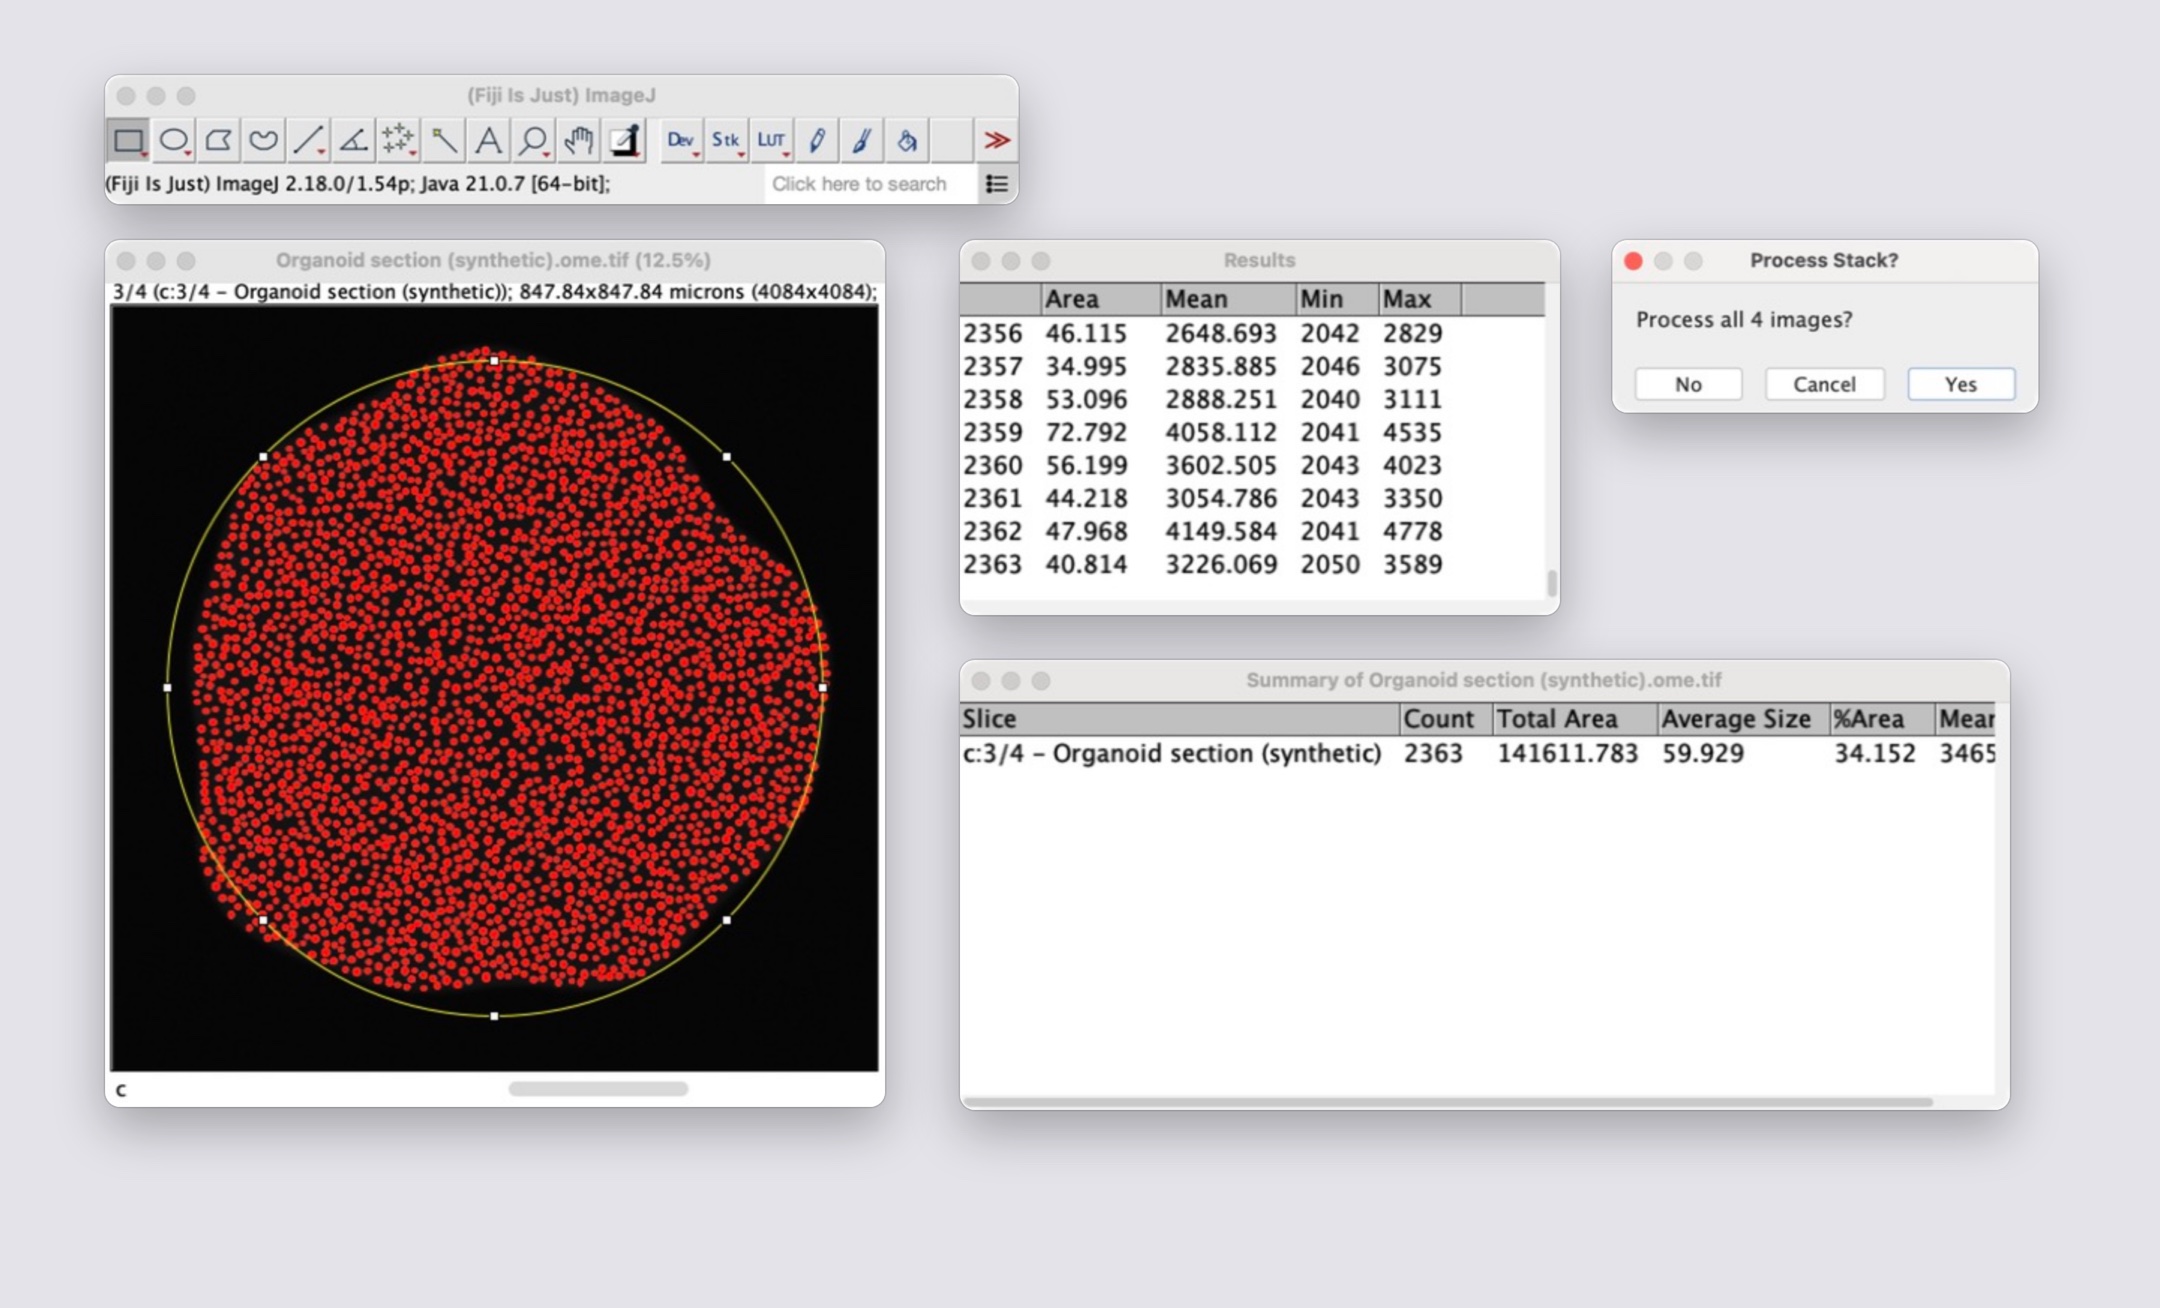 (Fiji Is Just) ImageJ
A Dev Stk LUT
(Fiji Is Just) ImageJ 2.18.0/1.54p; Java 21.0.7 [64-bit]; Click here to search
Organoid section (synthetic).ome.tif (12.5%)
3/4 (c:3/4 - Organoid section (synthetic)); 847.84x847.84 microns (4084x4084);
c
Results
Area Mean Min Max
2356 46.115 2648.693 2042 2829
2357 34.995 2835.885 2046 3075
2358 53.096 2888.251 2040 3111
2359 72.792 4058.112 2041 4535
2360 56.199 3602.505 2043 4023
2361 44.218 3054.786 2043 3350
2362 47.968 4149.584 2041 4778
2363 40.814 3226.069 2050 3589
Process Stack?
Process all 4 images?
No Cancel Yes
Summary of Organoid section (synthetic).ome.tif
Slice Count Total Area Average Size %Area Mean
c:3/4 - Organoid section (synthetic) 2363 141611.783 59.929 34.152 3465